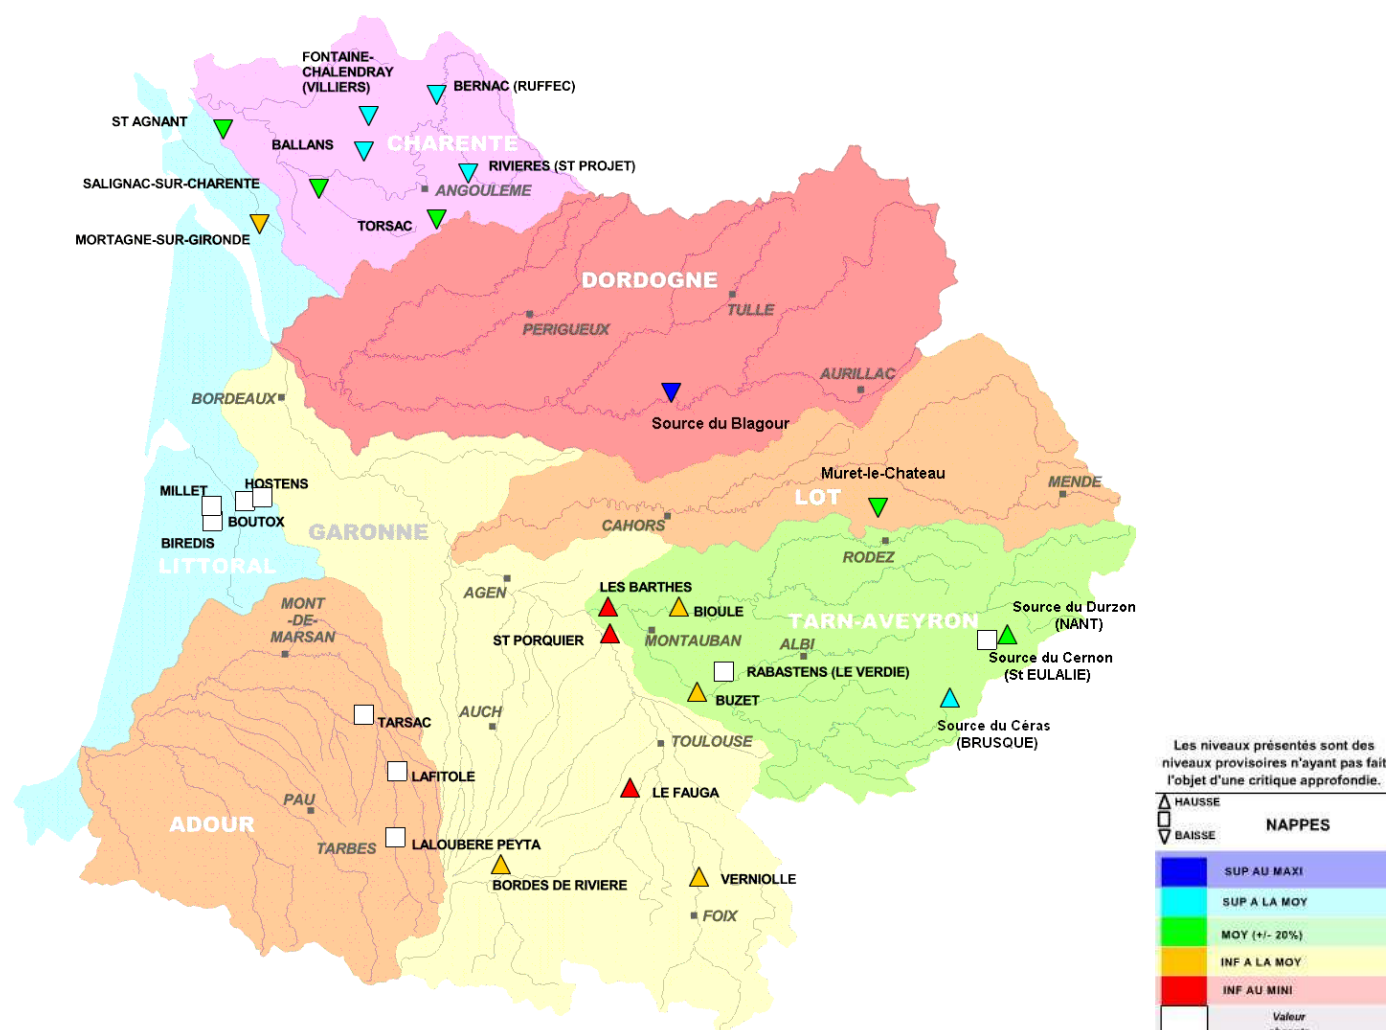 FONTAINE-
CHALENDRAY
(VILLIERS)
BERNAC (RUFFEC)
ST AGNANT
BALLANS
CHARENTE
RIVIERES (ST PROJET)
SALIGNAC-SUR-CHARENTE
ANGOULEME
TORSAC
MORTAGNE-SUR-GIRONDE
DORDOGNE
TULLE
PERIGUEUX
AURILLAC
BORDEAUX
Source du Blagour
Muret-le-Chateau
MENDE
LOT
HOSTENS
MILLET
BOUTOX
CAHORS
GARONNE
BIREDIS
RODEZ
LITTORAL
AGEN
LES BARTHES
MONT
-DE-
MARSAN
BIOULE
Source du Durzon
(NANT)
TARN-AVEYRON
ST PORQUIER
MONTAUBAN
ALBI
Source du Cernon
(St EULALIE)
RABASTENS (LE VERDIE)
BUZET
AUCH
TARSAC
Source du Céras
(BRUSQUE)
TOULOUSE
LAFITOLE
LE FAUGA
PAU
ADOUR
TARBES
LALOUBERE PEYTA
BORDES DE RIVIERE
VERNIOLLE
FOIX
Les niveaux présentés sont des
niveaux provisoires n'ayant pas fait
l'objet d'une critique approfondie.
HAUSSE
NAPPES
BAISSE
SUP AU MAXI
SUP A LA MOY
MOY (+/- 20%)
INF A LA MOY
INF AU MINI
Valeur